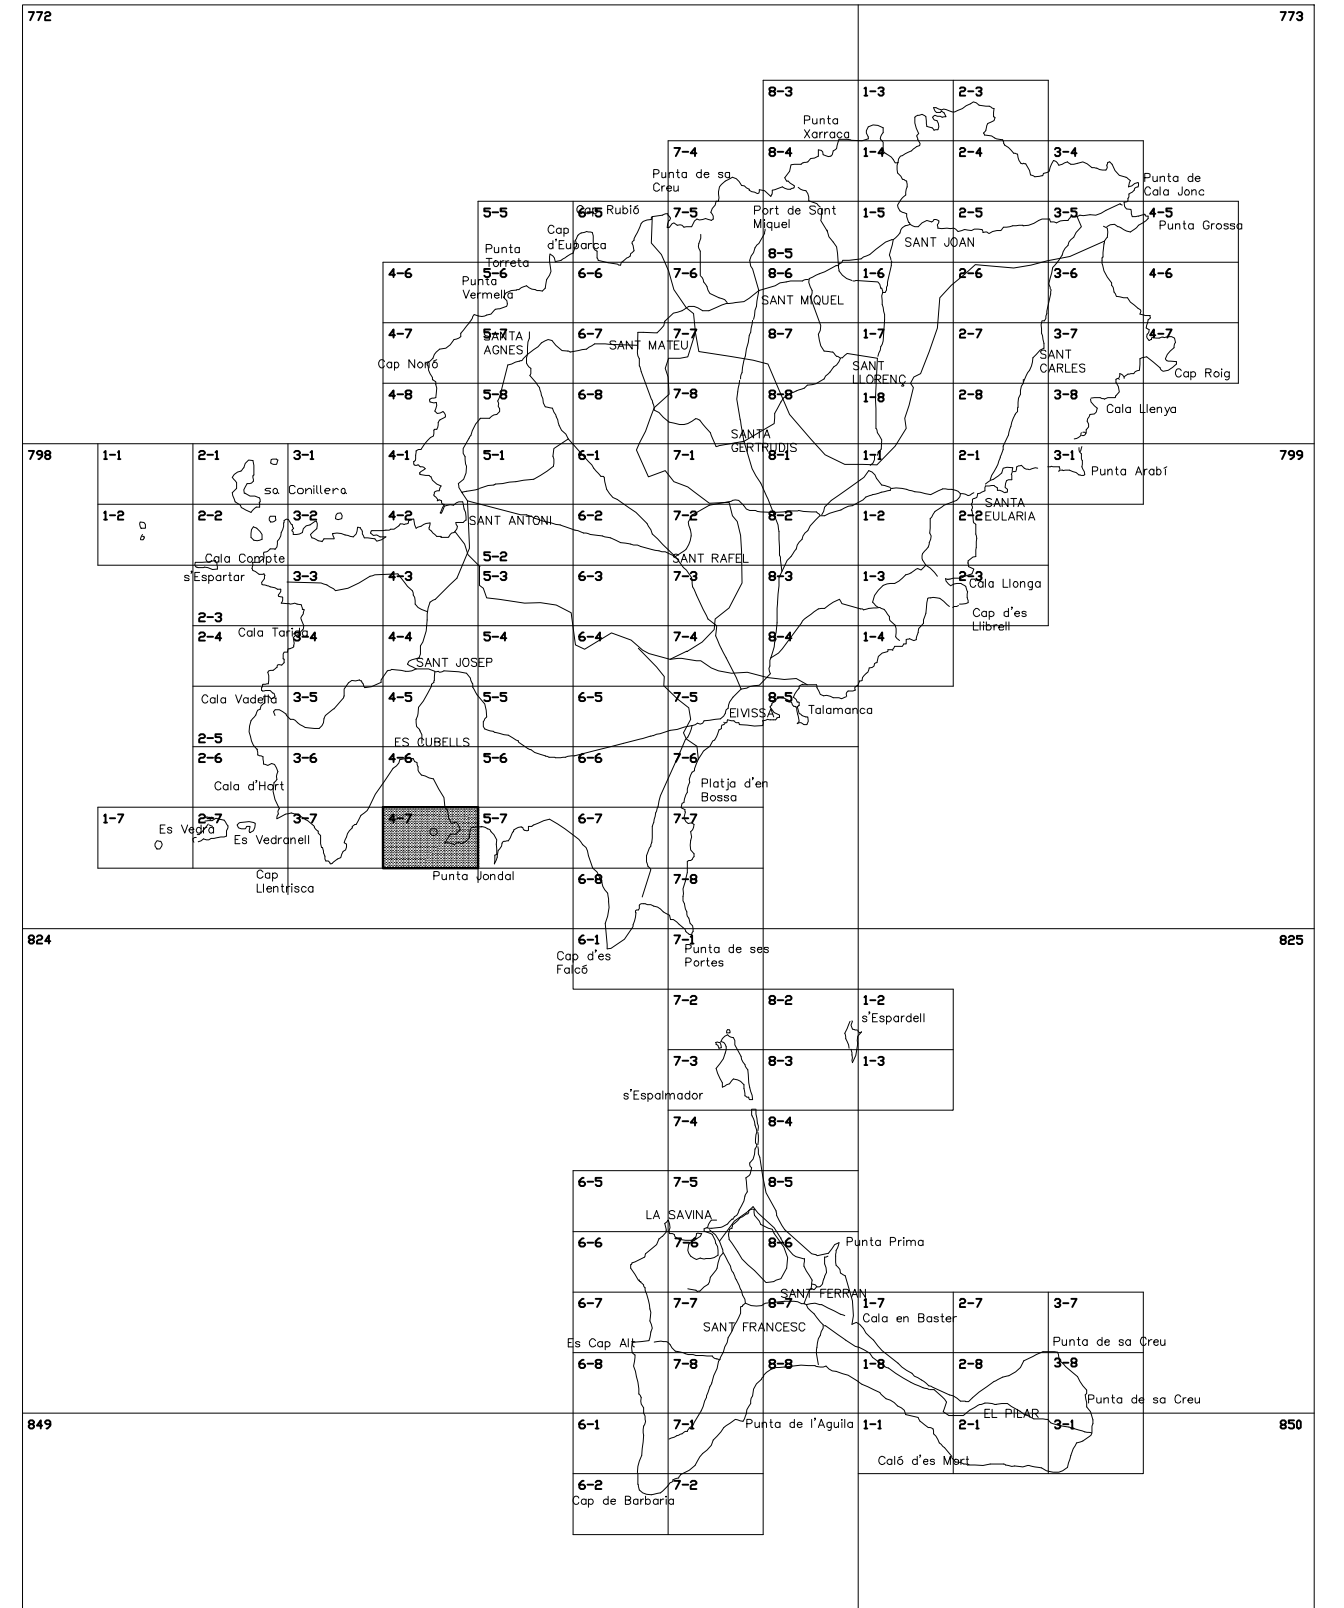 772
773
8-3
1-3
2-3
Punta
Xarraca
7-4
8-4
1-4
2-4
3-4
Punta de sa
Creu
Punta de
Cala Jonc
5-5
6-5
Cap Rubió
7-5
Port de Sant
Miquel
1-5
2-5
3-5
4-5
Punta Grossa
Cap
d'Eubarca
SANT JOAN
Punta
Torreta
8-5
4-6
5-6
6-6
7-6
8-6
1-6
2-6
3-6
4-6
Punta
Vermella
SANT MIQUEL
4-7
5-7
SANTA
AGNES
6-7
SANT MATEU
7-7
8-7
1-7
2-7
3-7
4-7
SANT
CARLES
Cap Nonó
SANT
LLORENÇ
Cap Roig
4-8
5-8
6-8
7-8
8-8
1-8
2-8
3-8
Cala Llenya
SANTA
GERTRUDIS
798
1-1
2-1
3-1
4-1
5-1
6-1
7-1
8-1
1-1
2-1
3-1
799
Punta Arabí
sa Conillera
SANTA
EULARIA
1-2
2-2
3-2
4-2
SANT ANTONI
6-2
7-2
8-2
1-2
2-2
Cala Compte
5-2
SANT RAFEL
s'Espartar
3-3
4-3
5-3
6-3
7-3
8-3
1-3
2-3
Cala Llonga
2-3
Cap d'es
Llibrell
2-4
Cala Tarida
3-4
4-4
5-4
6-4
7-4
8-4
1-4
SANT JOSEP
Cala Vadella
3-5
4-5
5-5
6-5
7-5
8-5
EIVISSA
Talamanca
2-5
ES CUBELLS
2-6
3-6
4-6
5-6
6-6
7-6
Cala d'Hort
Platja d'en
Bossa
1-7
2-7
3-7
4-7
5-7
6-7
7-7
Es Vedrà
Es Vedranell
Cap
Llentrisca
Punta Jondal
6-8
7-8
824
825
6-1
7-1
Cap d'es
Falcó
Punta de ses
Portes
7-2
8-2
1-2
s'Espardell
7-3
8-3
1-3
s'Espalmador
7-4
8-4
6-5
7-5
8-5
LA SAVINA
6-6
7-6
8-6
Punta Prima
SANT FERRAN
6-7
7-7
8-7
1-7
2-7
3-7
Cala en Baster
SANT FRANCESC
Es Cap Alt
Punta de sa Creu
6-8
7-8
8-8
1-8
2-8
3-8
Punta de sa Creu
EL PILAR
849
6-1
7-1
Punta de l'Aguila
1-1
2-1
3-1
850
Caló d'es Mort
6-2
7-2
Cap de Barbaria